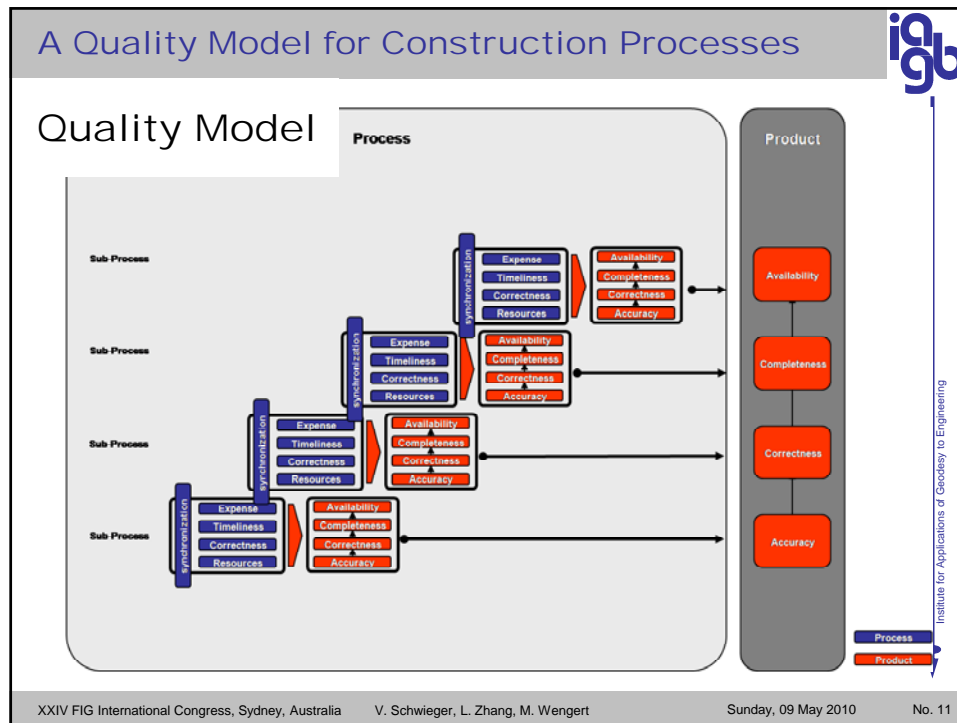 A Quality Model for Construction Processes
iagb
Quality Model
Process
Product
Sub-Process
synchronization
Expense
Timeliness
Correctness
Resources
Availability
Completeness
Correctness
Accuracy
Sub-Process
synchronization
Expense
Timeliness
Correctness
Resources
Availability
Completeness
Correctness
Accuracy
Sub-Process
synchronization
Expense
Timeliness
Correctness
Resources
Availability
Completeness
Correctness
Accuracy
Sub-Process
synchronization
Expense
Timeliness
Correctness
Resources
Availability
Completeness
Correctness
Accuracy
Availability
Completeness
Correctness
Accuracy
Institute for Applications of Geodesy to Engineering
Process
Product
XXIV FIG International Congress, Sydney, Australia V. Schwieger, L. Zhang, M. Wengert Sunday, 09 May 2010 No. 11